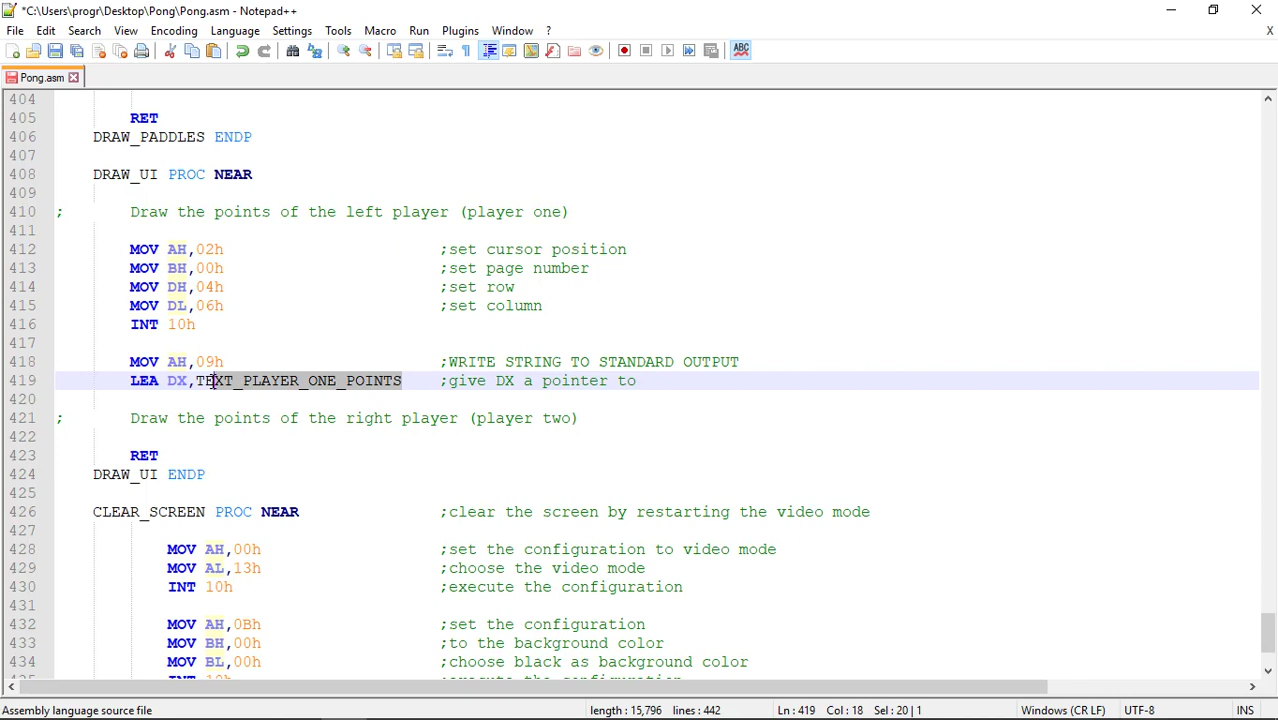 *C:\Users\progr\Desktop\Pong\Pong.asm - Notepad++
File Edit Search View Encoding Language Settings Tools Macro Run Plugins Window ? X
ABC
Pong.asm
404
405 RET
406 DRAW_PADDLES ENDP
407
408 DRAW_UI PROC NEAR
409
410 ; Draw the points of the left player (player one)
411
412 MOV AH,02h ;set cursor position
413 MOV BH,00h ;set page number
414 MOV DH,04h ;set row
415 MOV DL,06h ;set column
416 INT 10h
417
418 MOV AH,09h ;WRITE STRING TO STANDARD OUTPUT
419 LEA DX,TEXT_PLAYER_ONE_POINTS ;give DX a pointer to
420
421 ; Draw the points of the right player (player two)
422
423 RET
424 DRAW_UI ENDP
425
426 CLEAR_SCREEN PROC NEAR ;clear the screen by restarting the video mode
427
428 MOV AH,00h ;set the configuration to video mode
429 MOV AL,13h ;choose the video mode
430 INT 10h ;execute the configuration
431
432 MOV AH,0Bh ;set the configuration
433 MOV BH,00h ;to the background color
434 MOV BL,00h ;choose black as background color
Assembly language source file length : 15,796 lines : 442 Ln : 419 Col : 18 Sel : 20 | 1 Windows (CR LF) UTF-8 INS